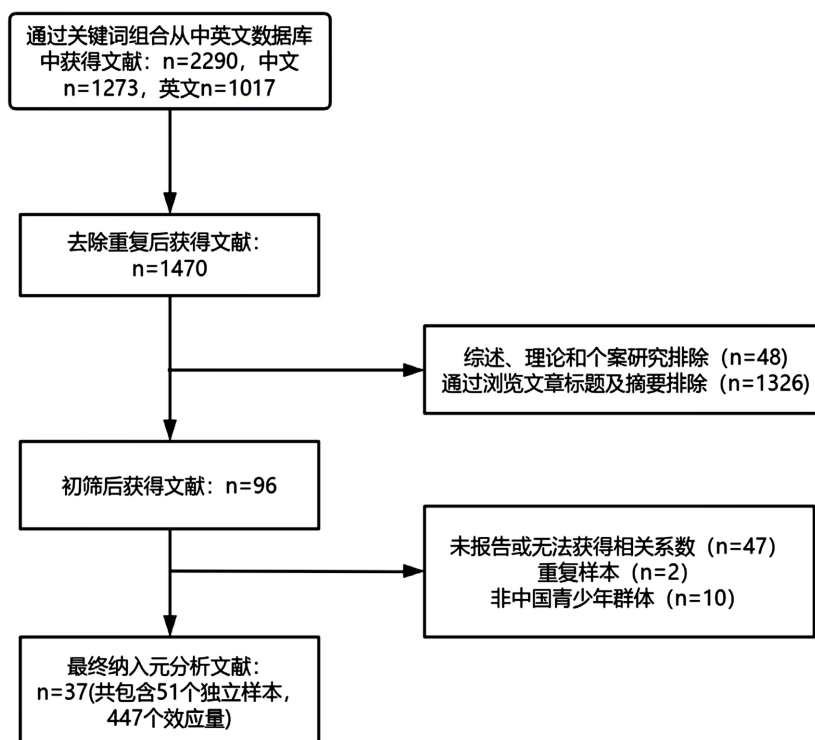 通过关键词组合从中英文数据库
中获得文献：n=2290，中文
n=1273，英文n=1017
去除重复后获得文献：
n=1470
综述、理论和个案研究排除（n=48)
通过浏览文章标题及摘要排除（n=1326)
初筛后获得文献：n=96
未报告或无法获得相关系数（n=47）
重复样本（n=2）
非中国青少年群体（n=10）
最终纳入元分析文献：
n=37(共包含51个独立样本，
447个效应量)